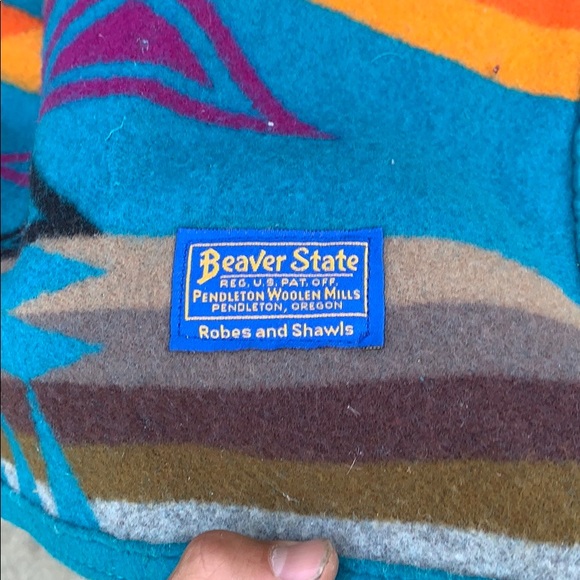 Beaver State
REG. U.S. PAT. OFF.
PENDLETON WOOLEN MILLS
PENDLETON, OREGON
Robes and Shawls